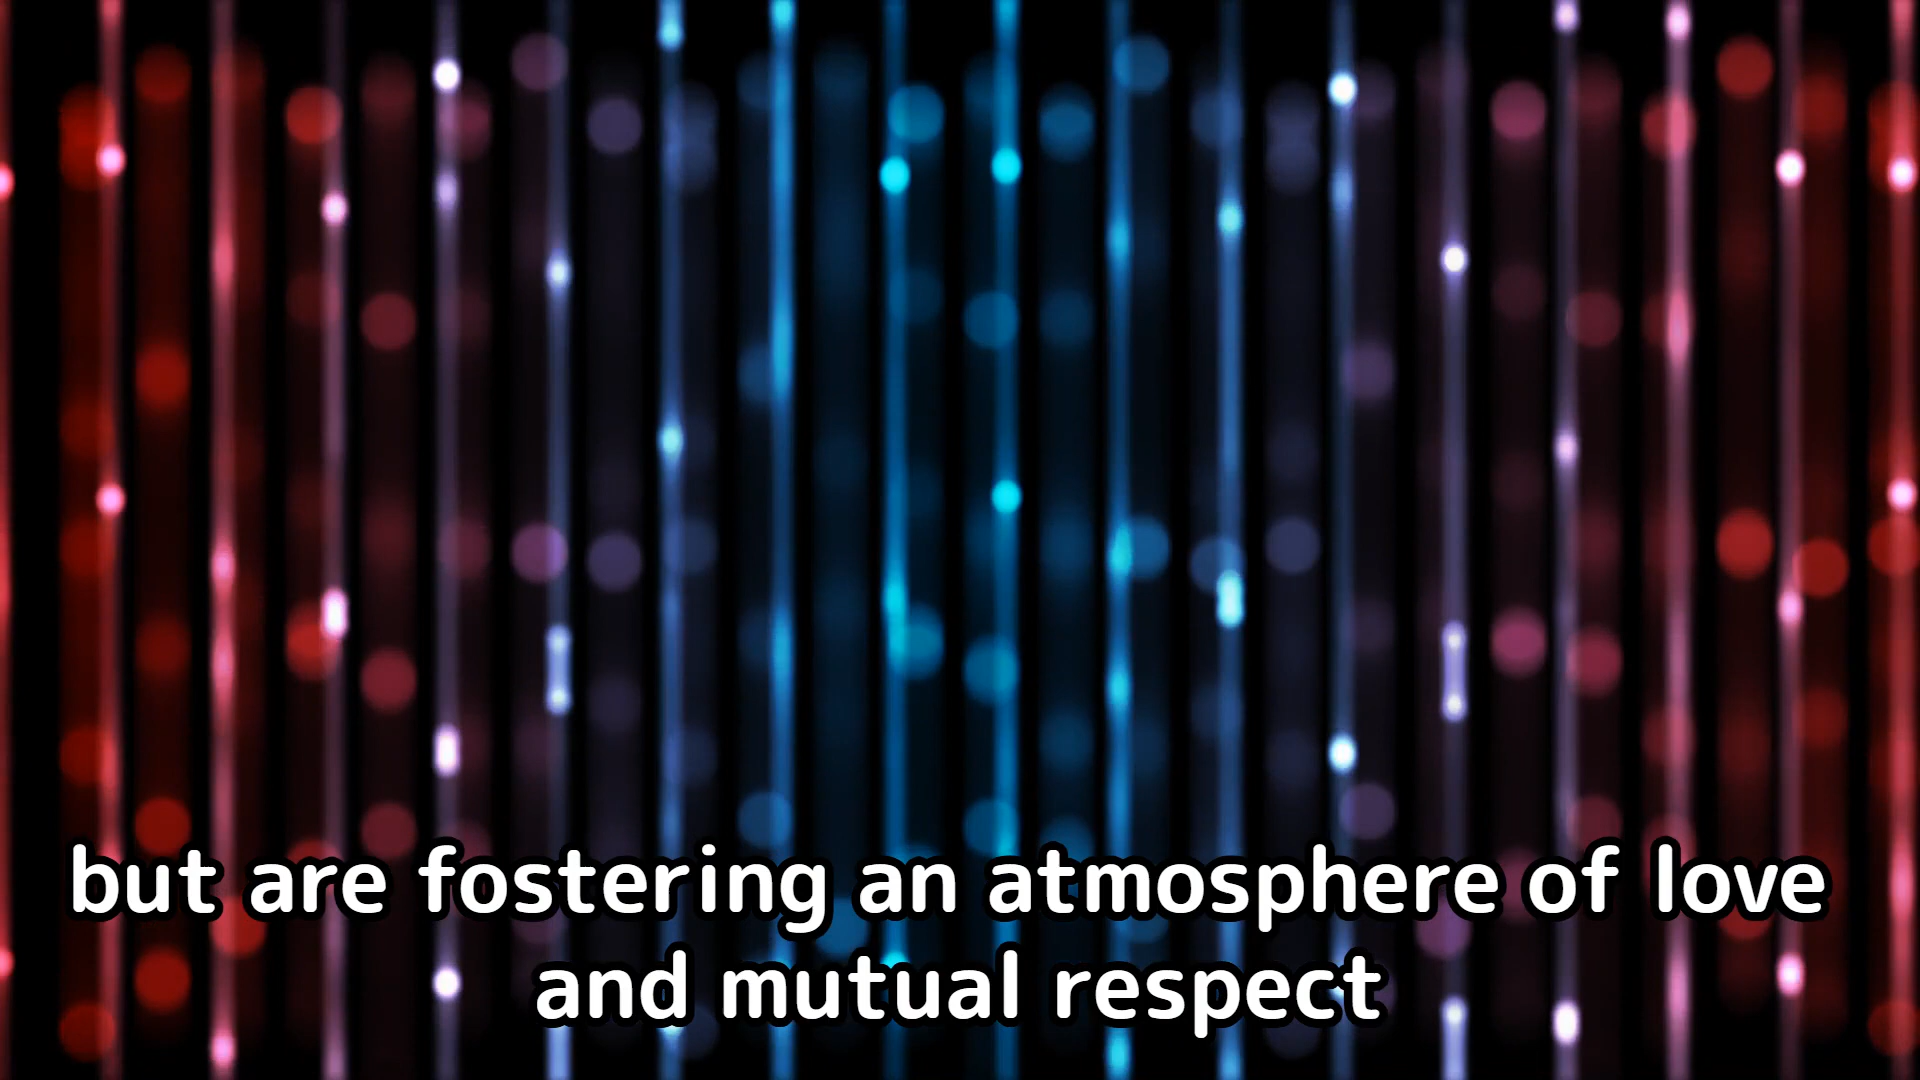 but are fostering an atmosphere of love
and mutual respect